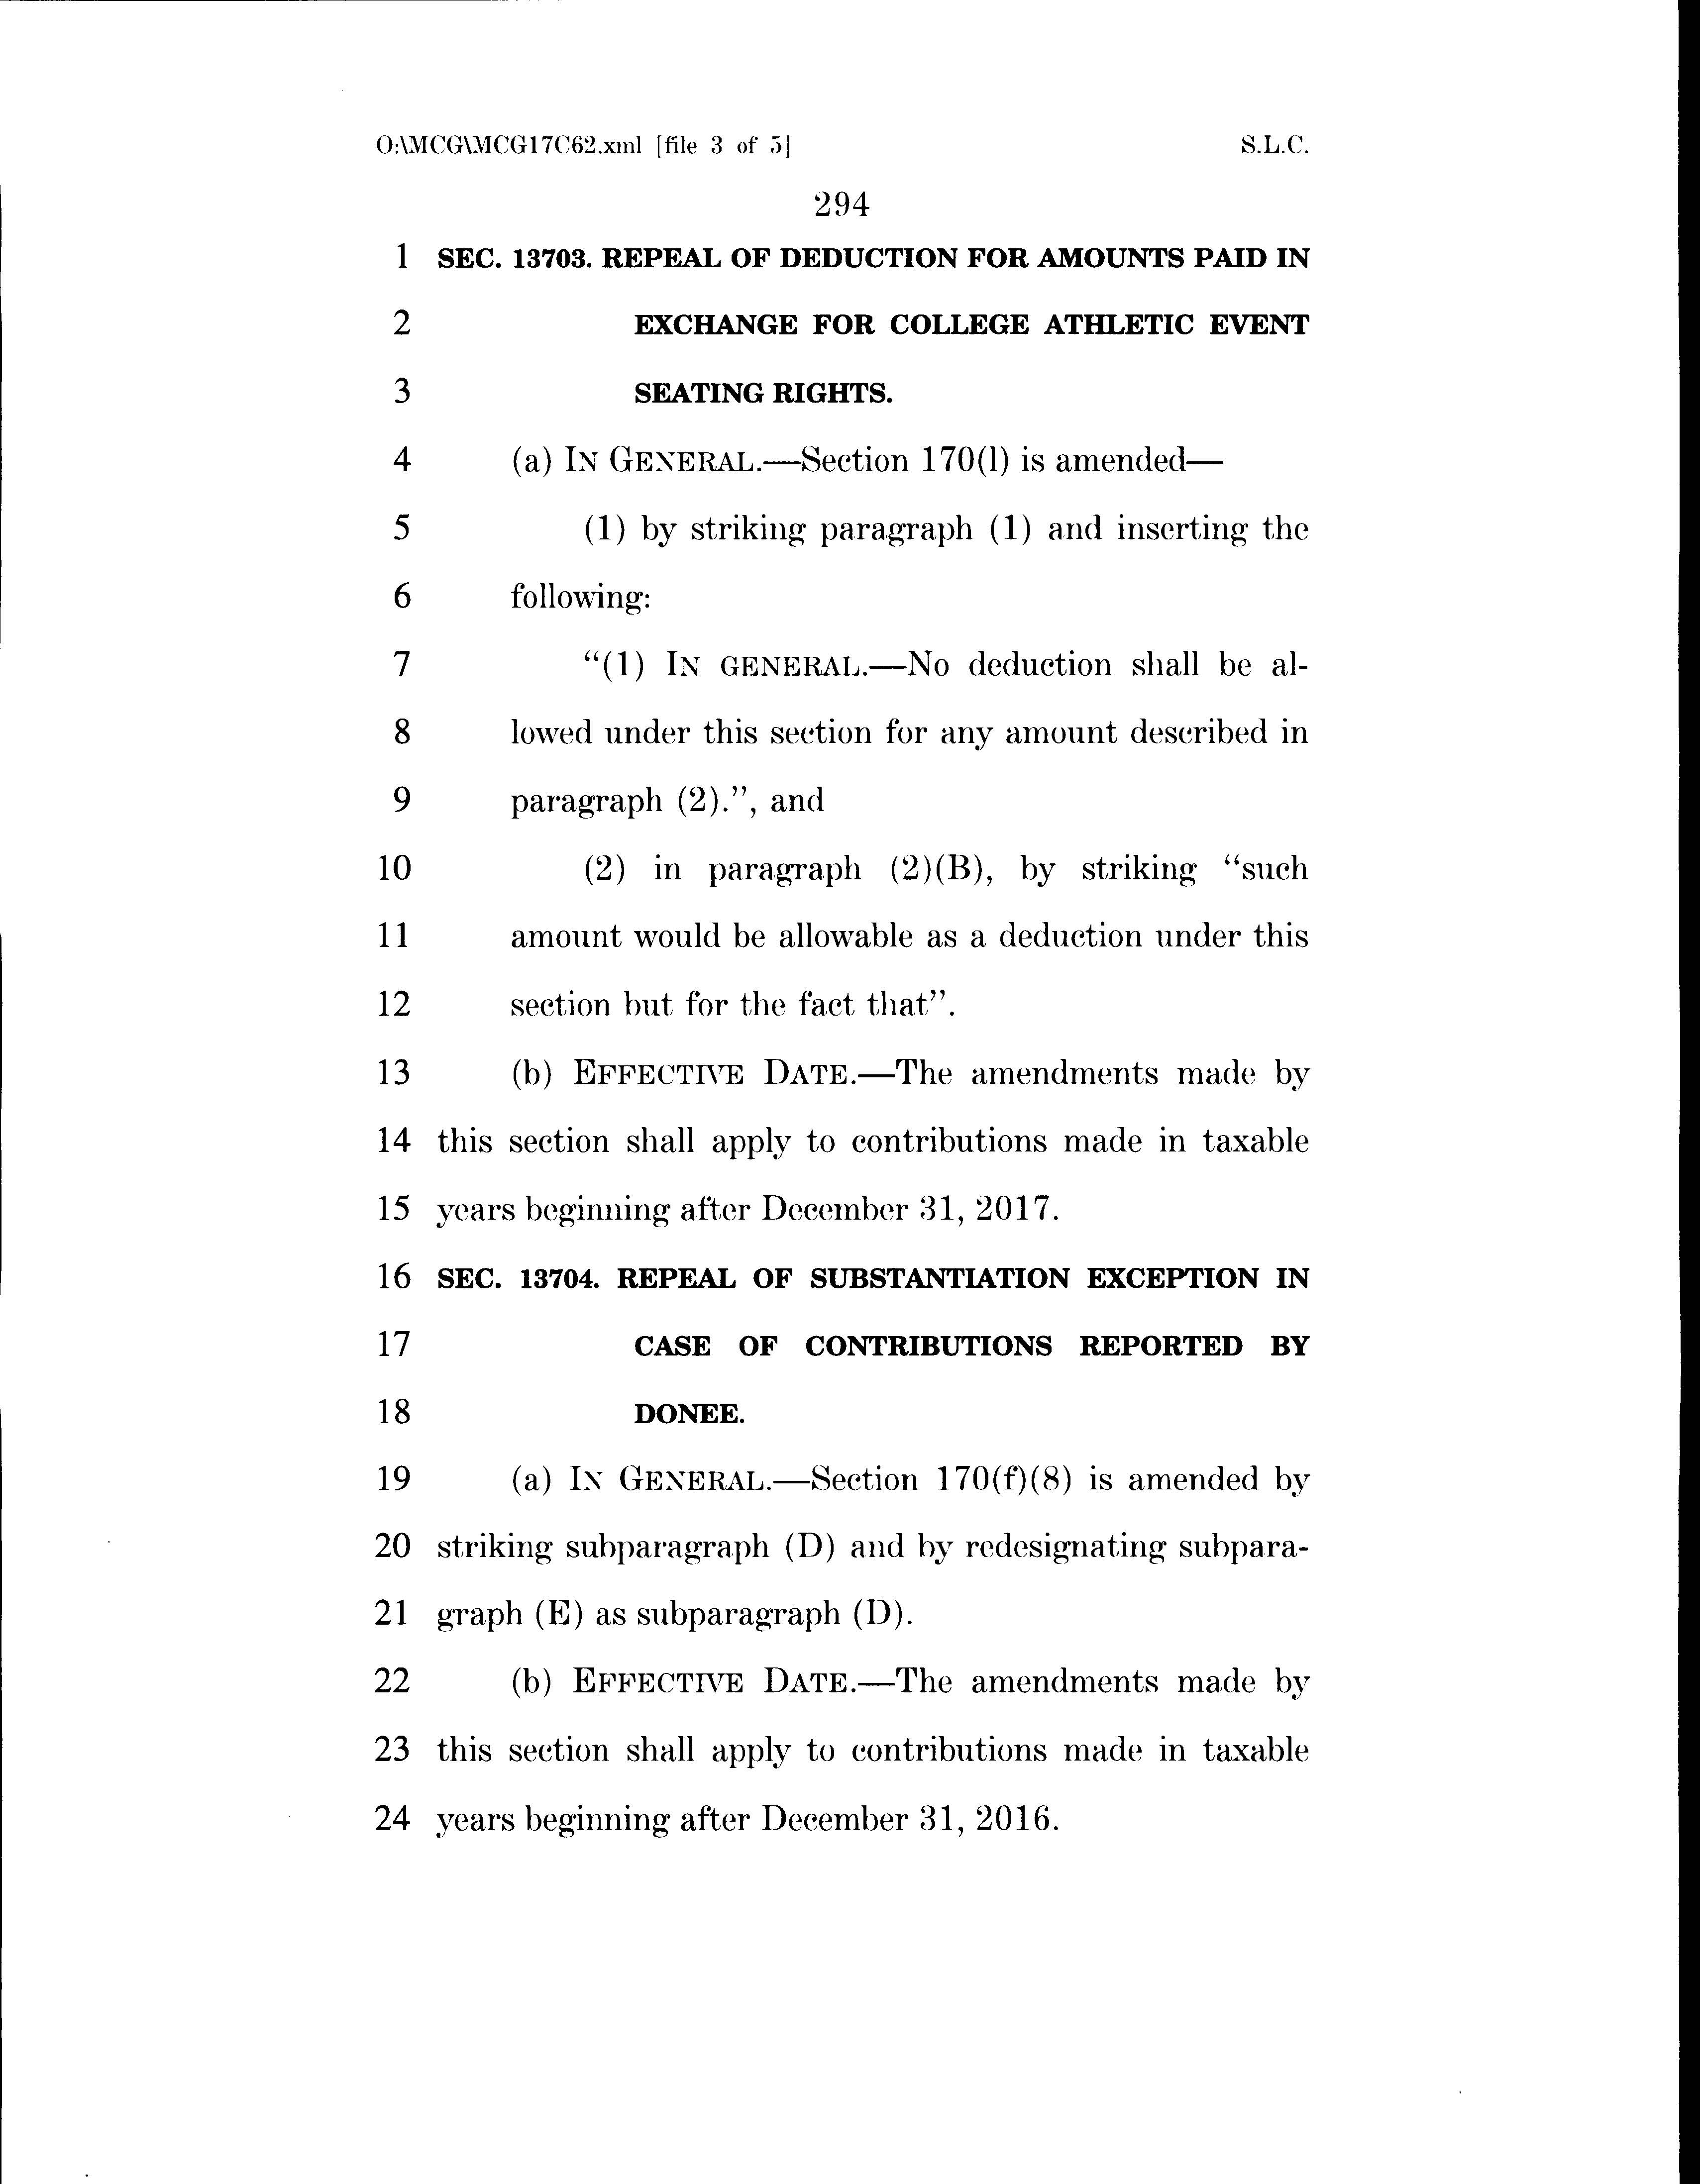 O:\MCG\MCG17C62.xml [file 3 of 5] S.L.C.
294
1 SEC. 13703. REPEAL OF DEDUCTION FOR AMOUNTS PAID IN
2 EXCHANGE FOR COLLEGE ATHLETIC EVENT
3 SEATING RIGHTS.
4 (a) IN GENERAL.—Section 170(l) is amended—
5 (1) by striking paragraph (1) and inserting the
6 following:
7 “(1) IN GENERAL.—No deduction shall be al-
8 lowed under this section for any amount described in
9 paragraph (2).”, and
10 (2) in paragraph (2)(B), by striking “such
11 amount would be allowable as a deduction under this
12 section but for the fact that”.
13 (b) EFFECTIVE DATE.—The amendments made by
14 this section shall apply to contributions made in taxable
15 years beginning after December 31, 2017.
16 SEC. 13704. REPEAL OF SUBSTANTIATION EXCEPTION IN
17 CASE OF CONTRIBUTIONS REPORTED BY
18 DONEE.
19 (a) IN GENERAL.—Section 170(f)(8) is amended by
20 striking subparagraph (D) and by redesignating subpara-
21 graph (E) as subparagraph (D).
22 (b) EFFECTIVE DATE.—The amendments made by
23 this section shall apply to contributions made in taxable
24 years beginning after December 31, 2016.